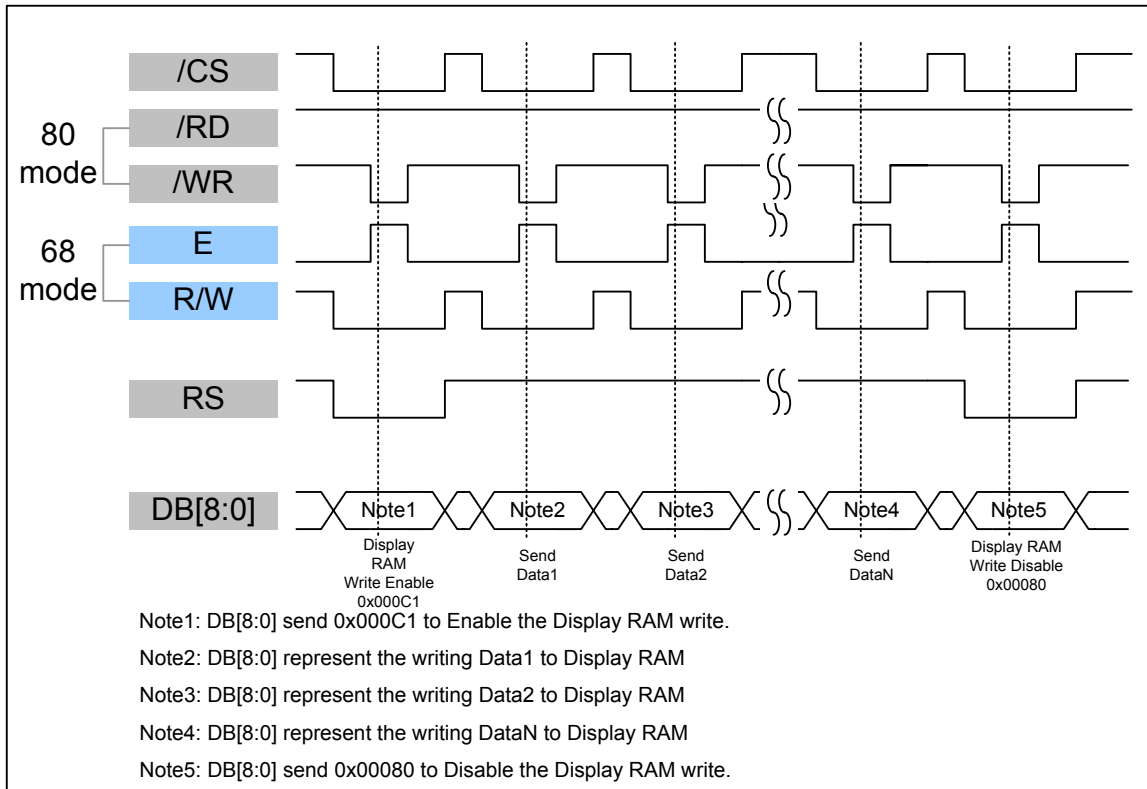 /CS
80
mode
/RD
/WR
68
mode
E
R/W
RS
DB[8:0]
Note1
Note2
Note3
Note4
Note5
Display
RAM
Write Enable
0x000C1
Send
Data1
Send
Data2
Send
DataN
Display RAM
Write Disable
0x00080
Note1: DB[8:0] send 0x000C1 to Enable the Display RAM write.
Note2: DB[8:0] represent the writing Data1 to Display RAM
Note3: DB[8:0] represent the writing Data2 to Display RAM
Note4: DB[8:0] represent the writing DataN to Display RAM
Note5: DB[8:0] send 0x00080 to Disable the Display RAM write.